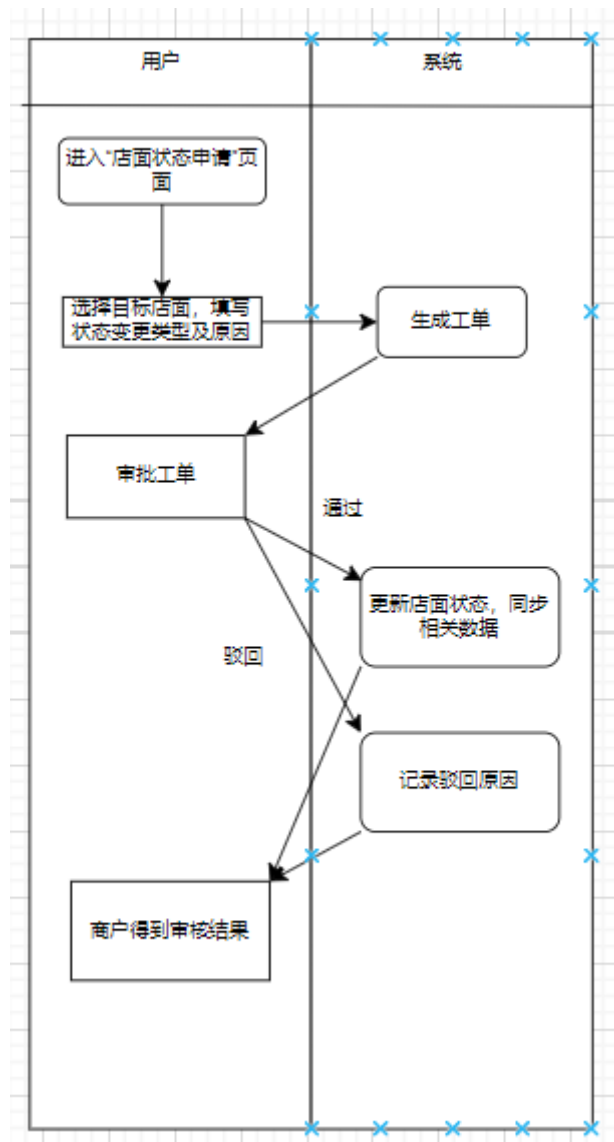 用户
系统
进入“店面状态申请”页
面
选择目标店面，填写
状态变更类型及原因
生成工单
审批工单
通过
更新店面状态，同步
相关数据
驳回
记录驳回原因
商户得到审核结果